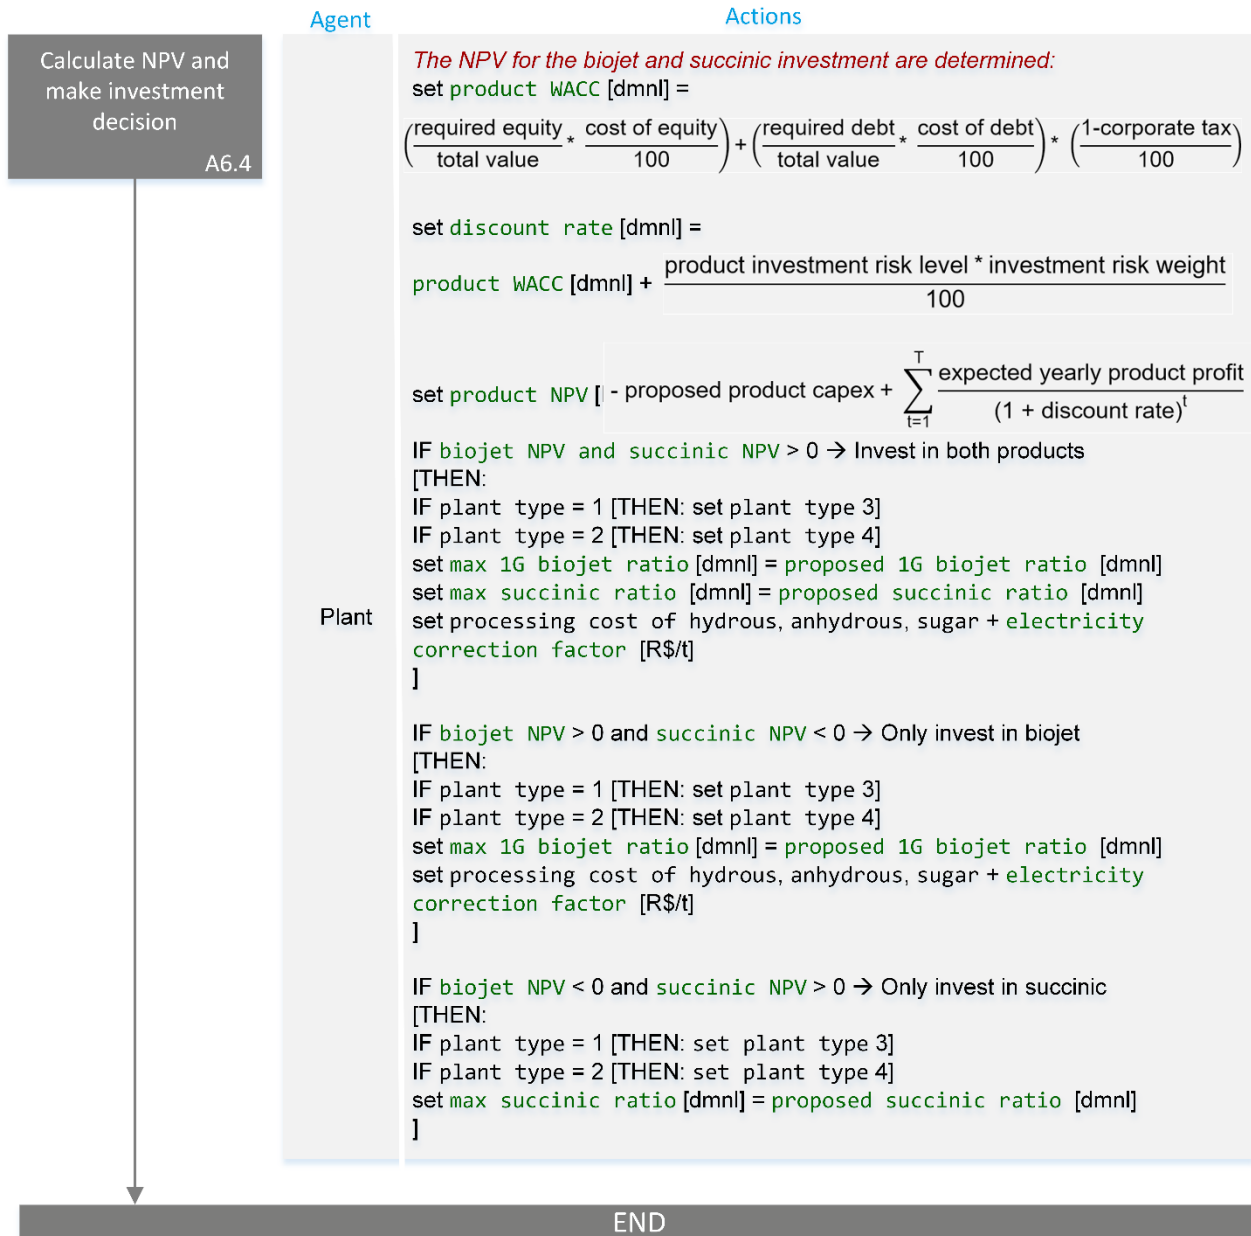 Agent
Actions
Calculate NPV and
make investment
decision
A6.4
The NPV for the biojet and succinic investment are determined:
set product WACC [dmnl] =
(required equity/total value * cost of equity/100) + (required debt/total value * cost of debt/100) * (1-corporate tax/100)
set discount rate [dmnl] =
product WACC [dmnl] + product investment risk level * investment risk weight/100
set product NPV [ - proposed product capex + ∑ T t=1 expected yearly product profit/(1 + discount rate)^t
IF biojet NPV and succinic NPV > 0 → Invest in both products
[THEN:
IF plant type = 1 [THEN: set plant type 3]
IF plant type = 2 [THEN: set plant type 4]
set max 1G biojet ratio [dmnl] = proposed 1G biojet ratio [dmnl]
set max succinic ratio [dmnl] = proposed succinic ratio [dmnl]
Plant
set processing cost of hydrous, anhydrous, sugar + electricity
correction factor [R$/t]
]
IF biojet NPV > 0 and succinic NPV < 0 → Only invest in biojet
[THEN:
IF plant type = 1 [THEN: set plant type 3]
IF plant type = 2 [THEN: set plant type 4]
set max 1G biojet ratio [dmnl] = proposed 1G biojet ratio [dmnl]
set processing cost of hydrous, anhydrous, sugar + electricity
correction factor [R$/t]
]
IF biojet NPV < 0 and succinic NPV > 0 → Only invest in succinic
[THEN:
IF plant type = 1 [THEN: set plant type 3]
IF plant type = 2 [THEN: set plant type 4]
set max succinic ratio [dmnl] = proposed succinic ratio [dmnl]
]
END